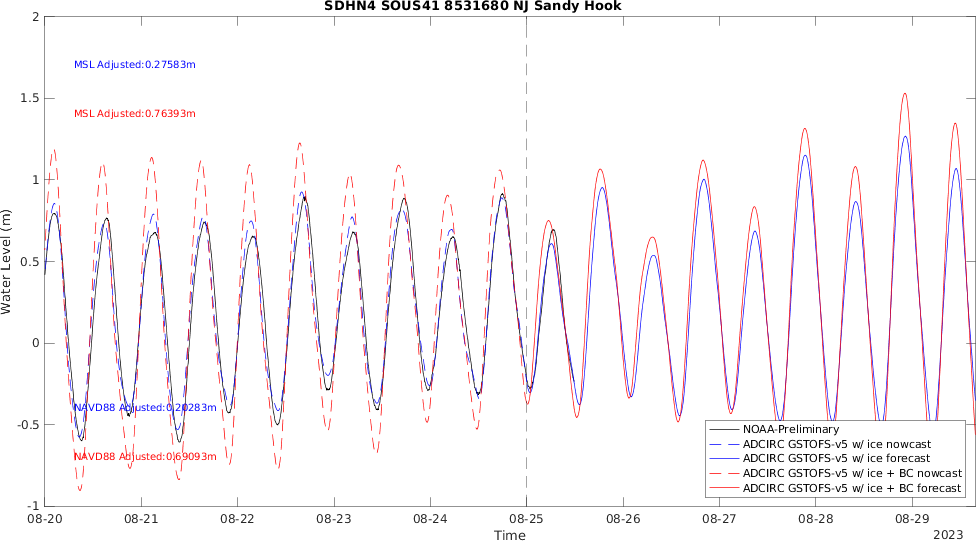 SDHN4 SOUS41 8531680 NJ Sandy Hook
2
MSL Adjusted:0.27583m
1.5
MSL Adjusted:0.76393m
1
Water Level (m)
0.5
0
NAVD88 Adjusted:0.20283m
-0.5
NAVD88 Adjusted:0.69093m
NOAA-Preliminary
ADCIRC GSTOFS-v5 w/ ice nowcast
ADCIRC GSTOFS-v5 w/ ice forecast
ADCIRC GSTOFS-v5 w/ ice + BC nowcast
ADCIRC GSTOFS-v5 w/ ice + BC forecast
-1
08-20 08-21 08-22 08-23 08-24 08-25 08-26 08-27 08-28 08-29
Time
2023